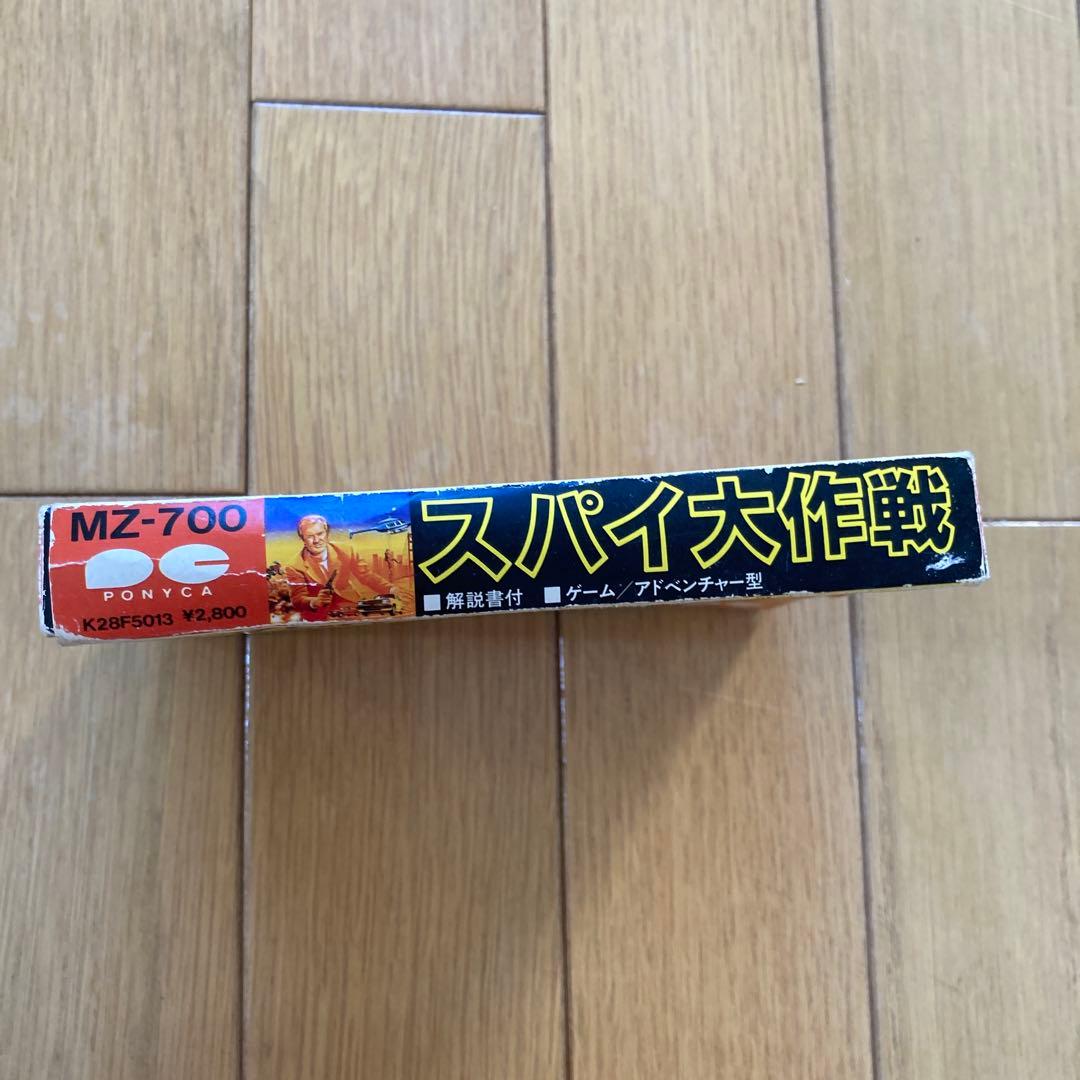 MZ-700
PC
PONYCA
K28F5013 ¥2,800
スパイ大作戦
■解説書付 ■ゲーム/アドベンチャー型